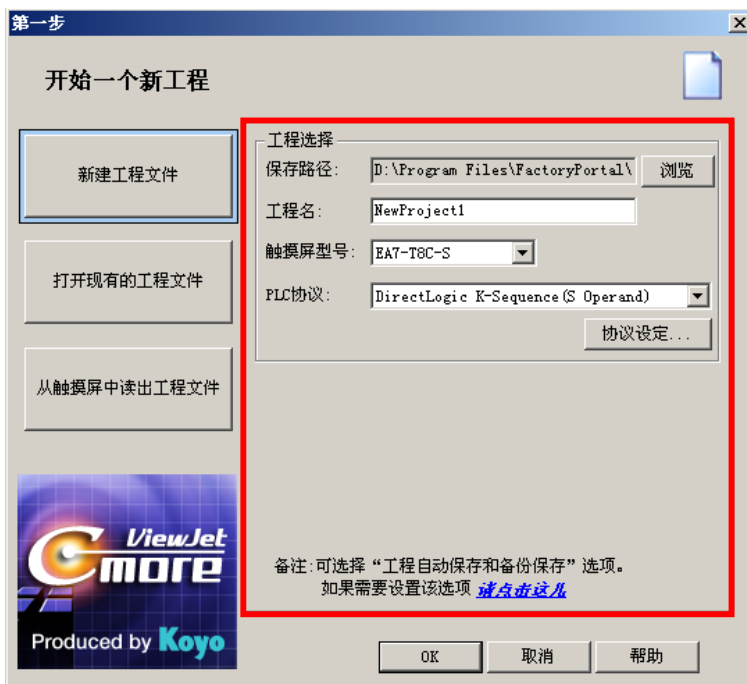 第一步
开始一个新工程
新建工程文件
打开现有的工程文件
从触摸屏中读出工程文件
工程选择
保存路径: D:\Program Files\FactoryPortal\ 浏览
工程名: NewProject1
触摸屏型号: EA7-T8C-S
PLC协议: DirectLogic K-Sequence(S Operand)
协议设定...
备注:可选择“工程自动保存和备份保存”选项。
如果需要设置该选项 请点击这儿
ViewJet
Cmore
Produced by Koyo
OK 取消 帮助